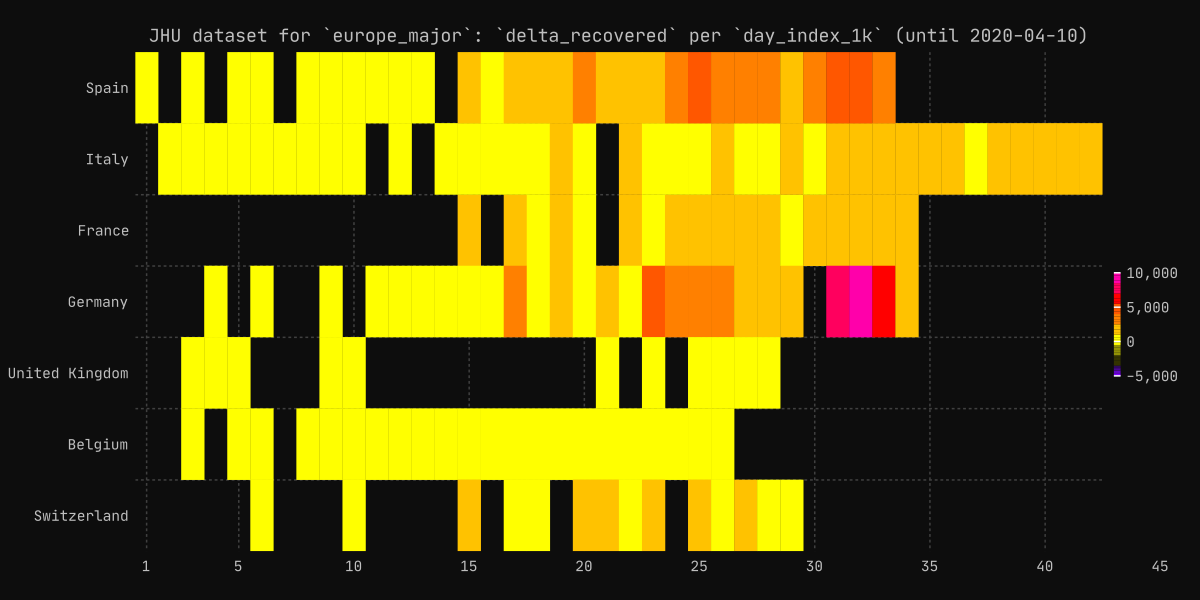 JHU dataset for `europe_major`: `delta_recovered` per `day_index_1k` (until 2020-04-10)
Spain
Italy
France
Germany
United Kingdom
Belgium
Switzerland
10,000
5,000
0
-5,000
1 5 10 15 20 25 30 35 40 45